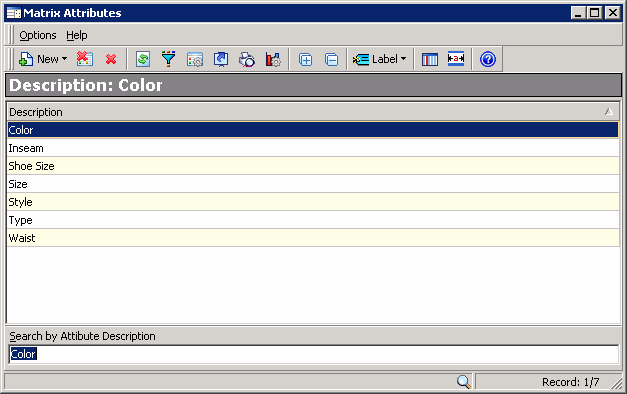 Matrix Attributes
Options Help
New Label
Description: Color
Description
Color
Inseam
Shoe Size
Size
Style
Type
Waist
Search by Attibute Description
Color
Record: 1/7